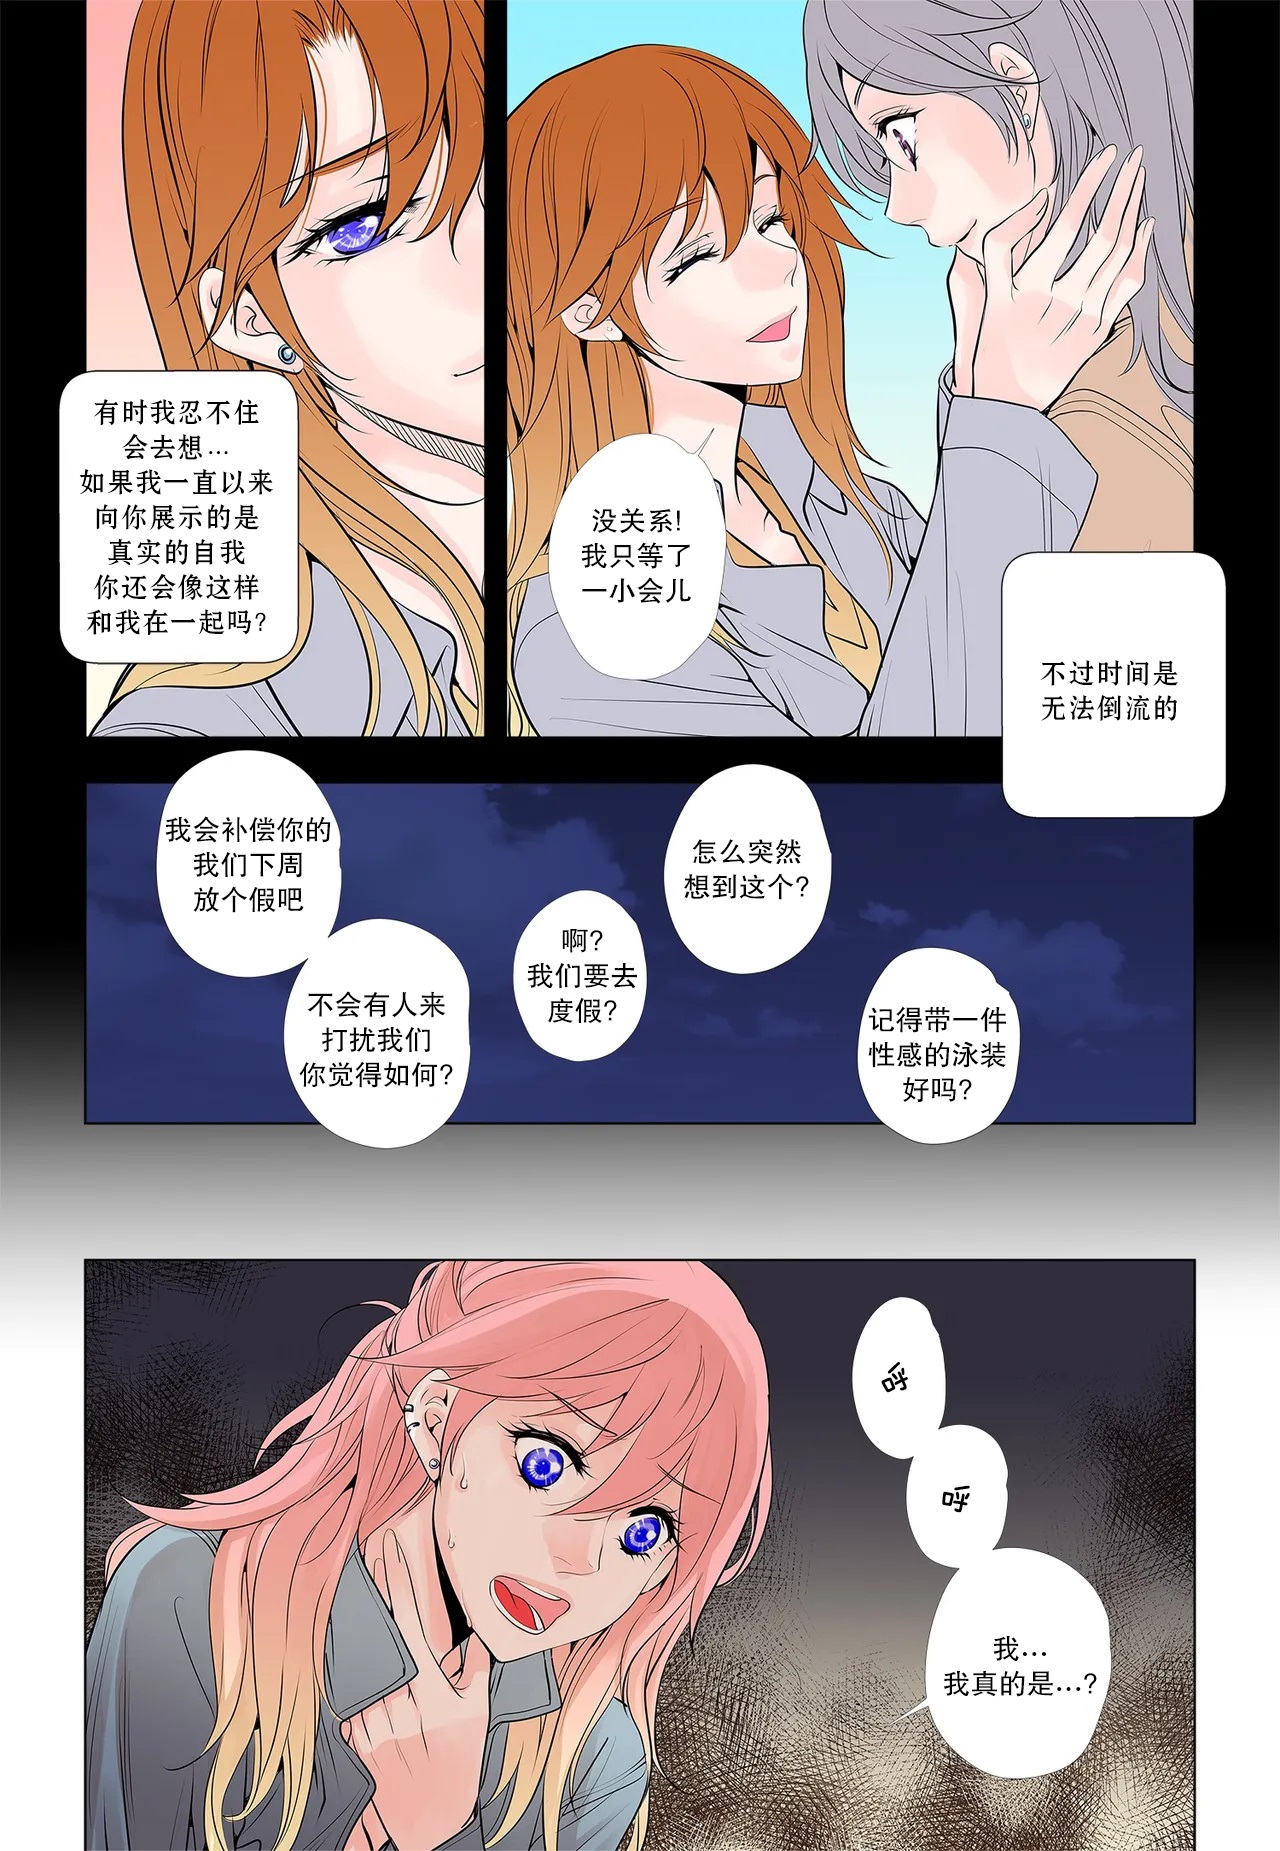 有时我忍不住
会去想…
如果我一直以来
向你展示的是
真实的自我
你还会像这样
和我在一起吗?
没关系!
我只等了
一小会儿
不过时间是
无法倒流的
我会补偿你的
我们下周
放个假吧
不会有人来
打扰我们
你觉得如何?
啊?
我们要去
度假?
怎么突然
想到这个?
记得带一件
性感的泳装
好吗?
呼
呼
我…
我真的是…?